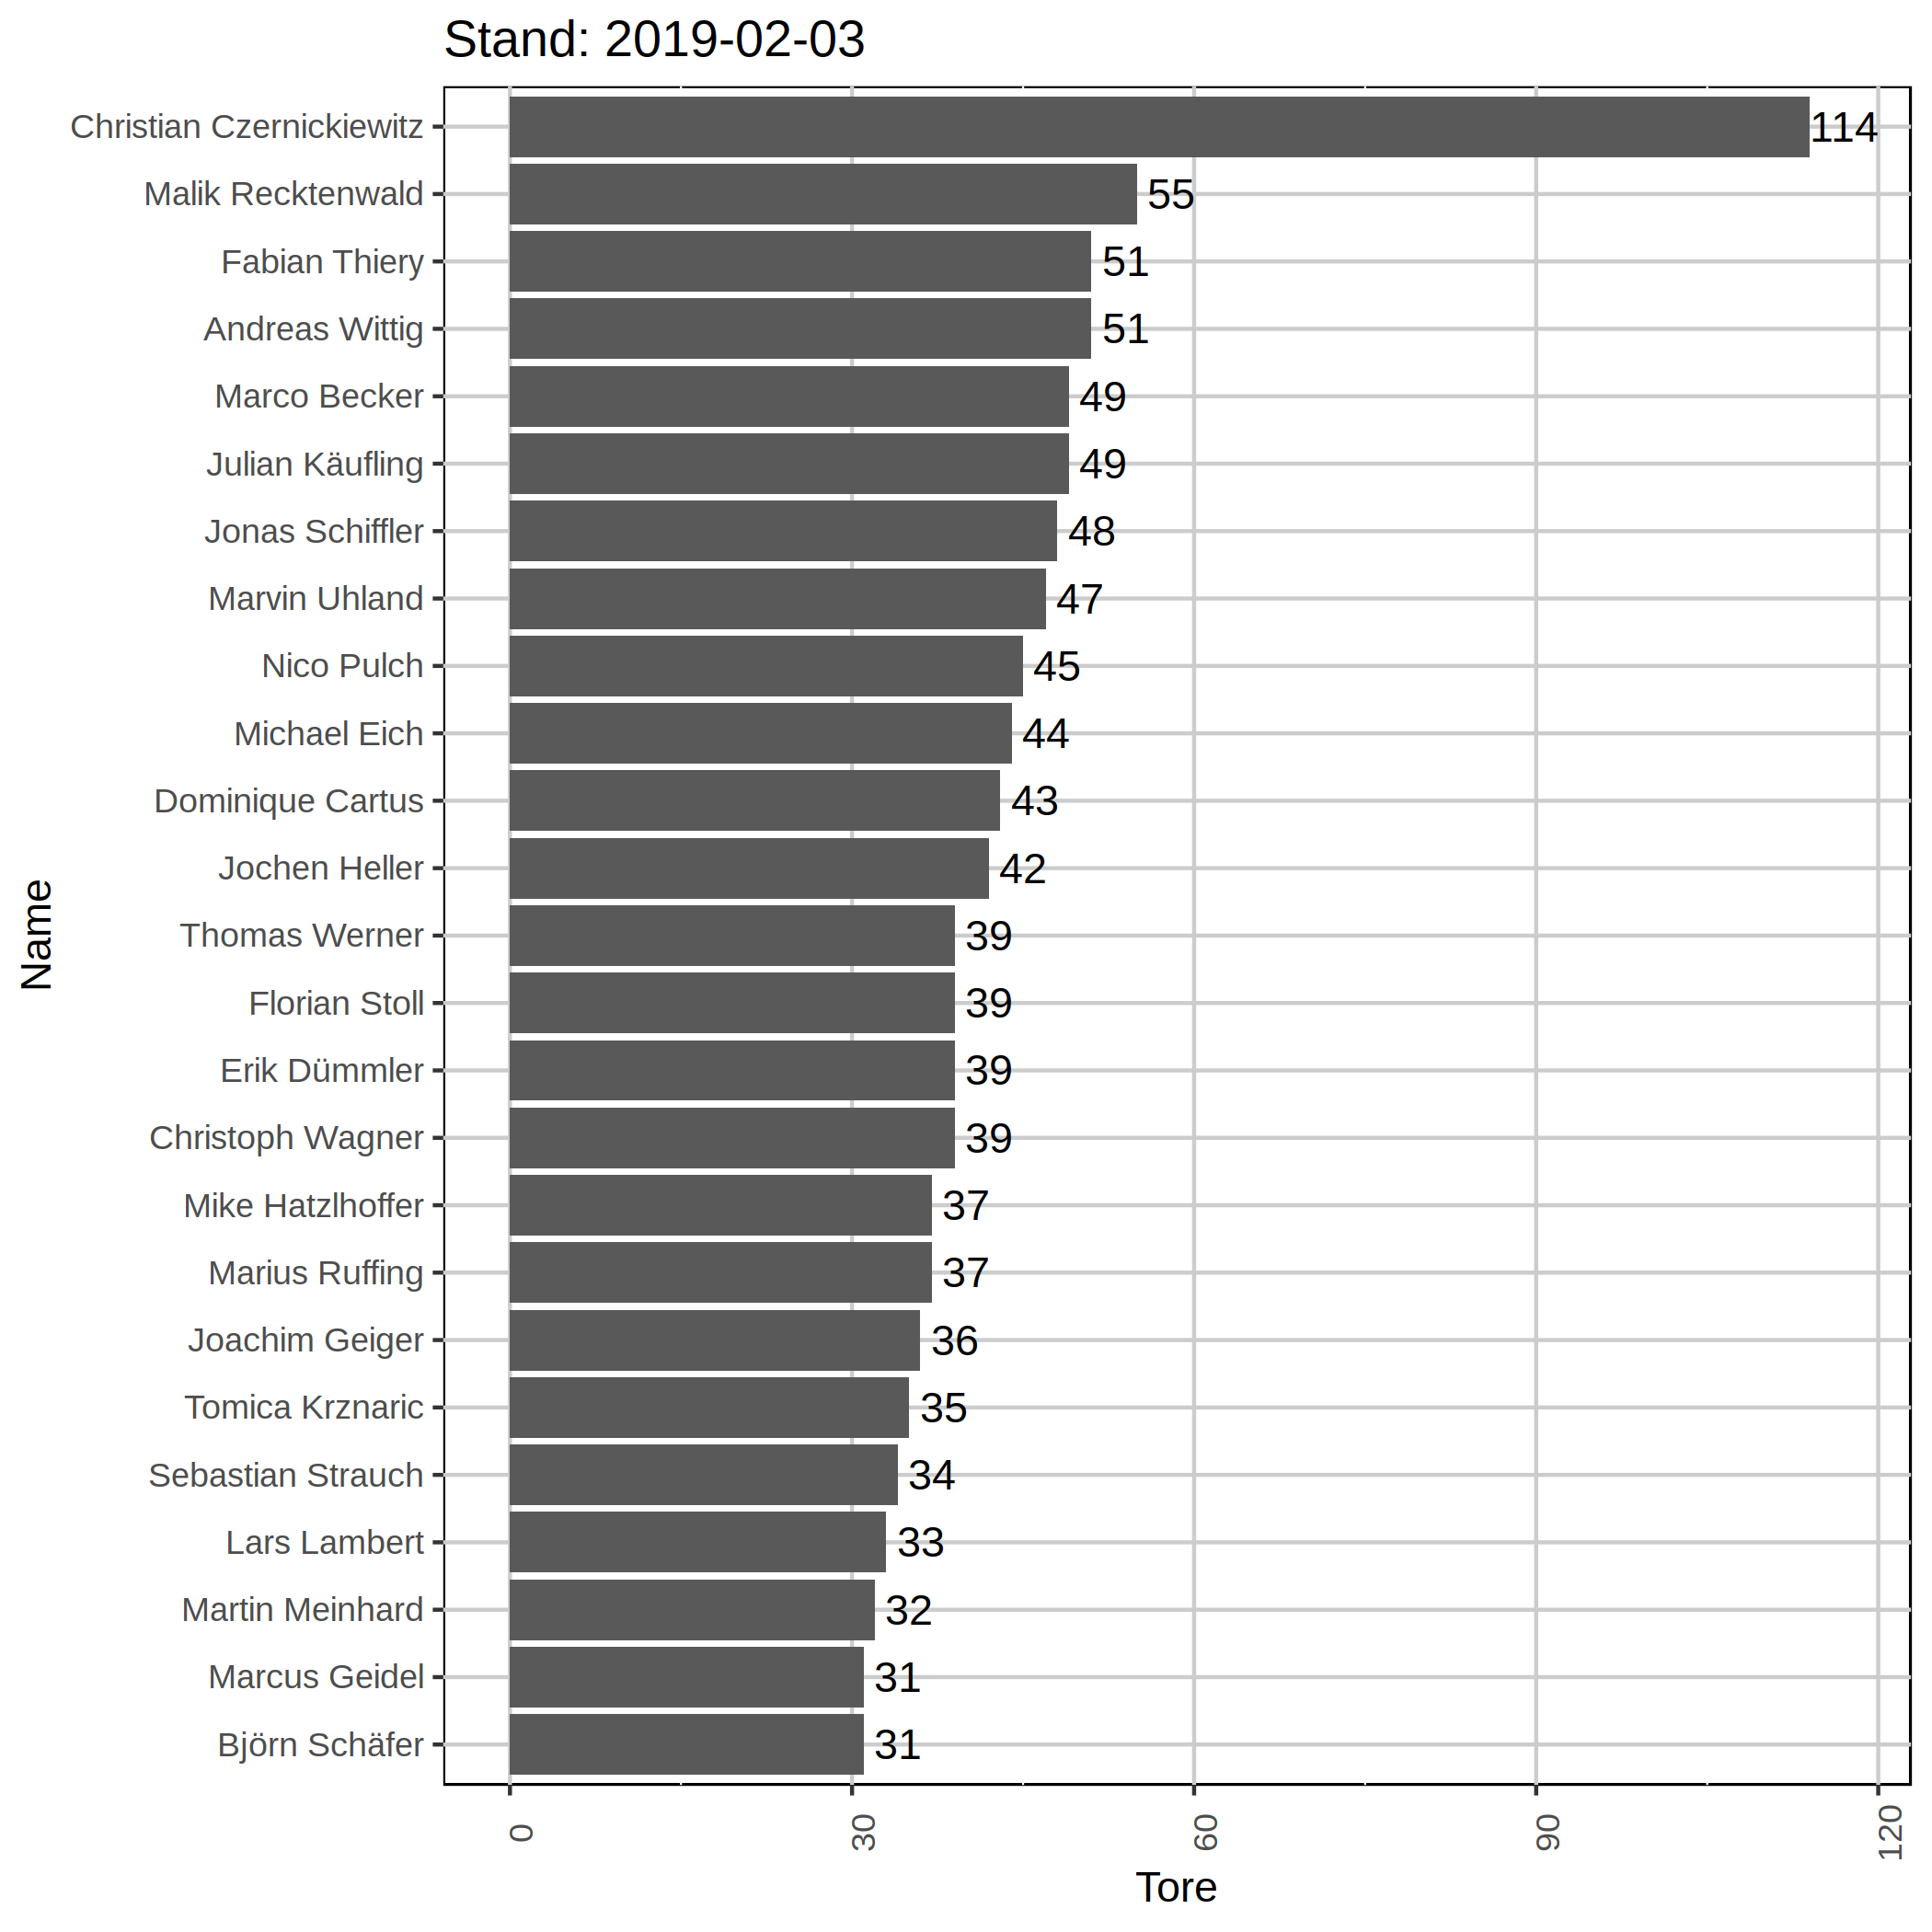 Stand: 2019-02-03
Christian Czernickiewitz 114
Malik Recktenwald 55
Fabian Thiery 51
Andreas Wittig 51
Marco Becker 49
Julian Käufling 49
Jonas Schiffler 48
Marvin Uhland 47
Nico Pulch 45
Michael Eich 44
Dominique Cartus 43
Jochen Heller 42
Thomas Werner 39
Florian Stoll 39
Erik Dümmler 39
Christoph Wagner 39
Mike Hatzlhoffer 37
Marius Ruffing 37
Joachim Geiger 36
Tomica Krznaric 35
Sebastian Strauch 34
Lars Lambert 33
Martin Meinhard 32
Marcus Geidel 31
Björn Schäfer 31
Name
0 30 60 90 120
Tore